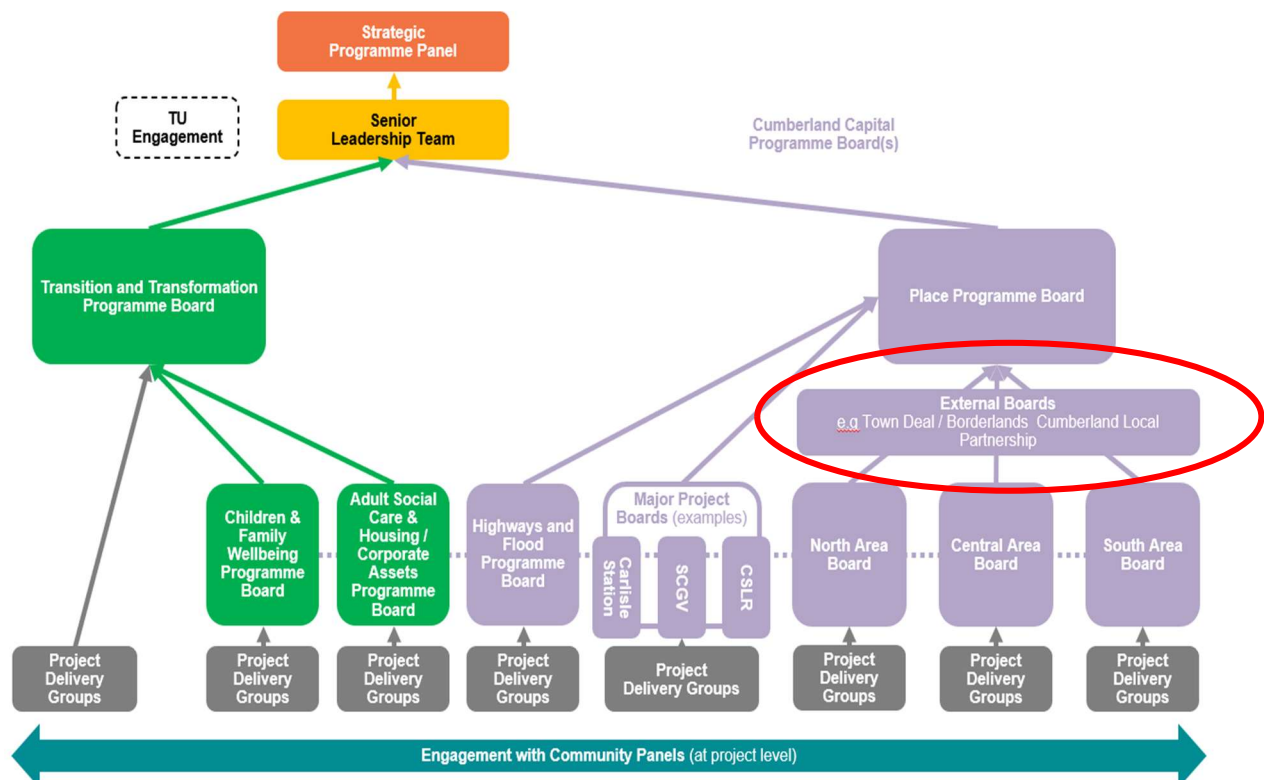 Strategic
Programme Panel
TU
Engagement
Senior
Leadership Team
Cumberland Capital
Programme Board(s)
Transition and Transformation
Programme Board
Place Programme Board
External Boards
e.g Town Deal / Borderlands Cumberland Local
Partnership
Children &
Family
Wellbeing
Programme
Board
Adult Social
Care &
Housing /
Corporate
Assets
Programme
Board
Highways and
Flood
Programme
Board
Major Project
Boards (examples)
Carlisle
Station
SCGV
CSLR
North Area
Board
Central Area
Board
South Area
Board
Project
Delivery
Groups
Project
Delivery
Groups
Project
Delivery
Groups
Project
Delivery
Groups
Project
Delivery Groups
Project
Delivery
Groups
Project
Delivery
Groups
Project
Delivery
Groups
Engagement with Community Panels (at project level)